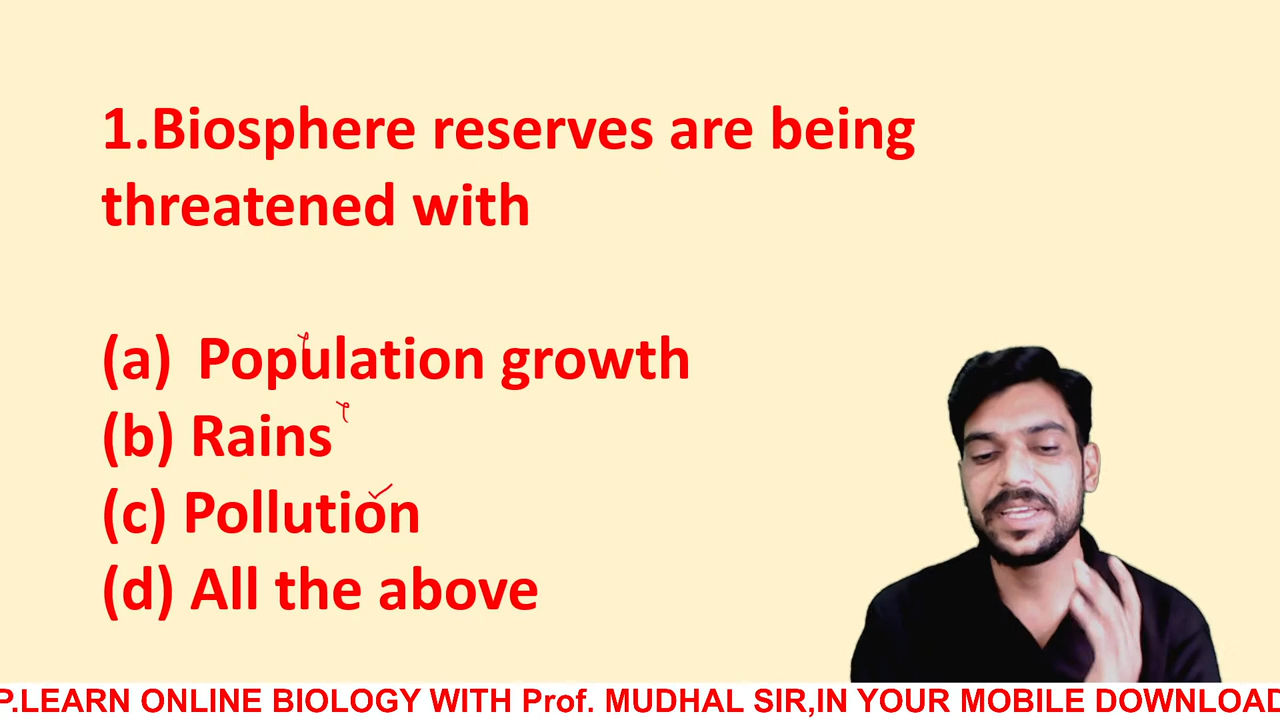 1.Biosphere reserves are being
threatened with
(a) Population growth
(b) Rains
(c) Pollution
(d) All the above
P.LEARN ONLINE BIOLOGY WITH Prof. MUDHAL SIR,IN YOUR MOBILE DOWNLOAD